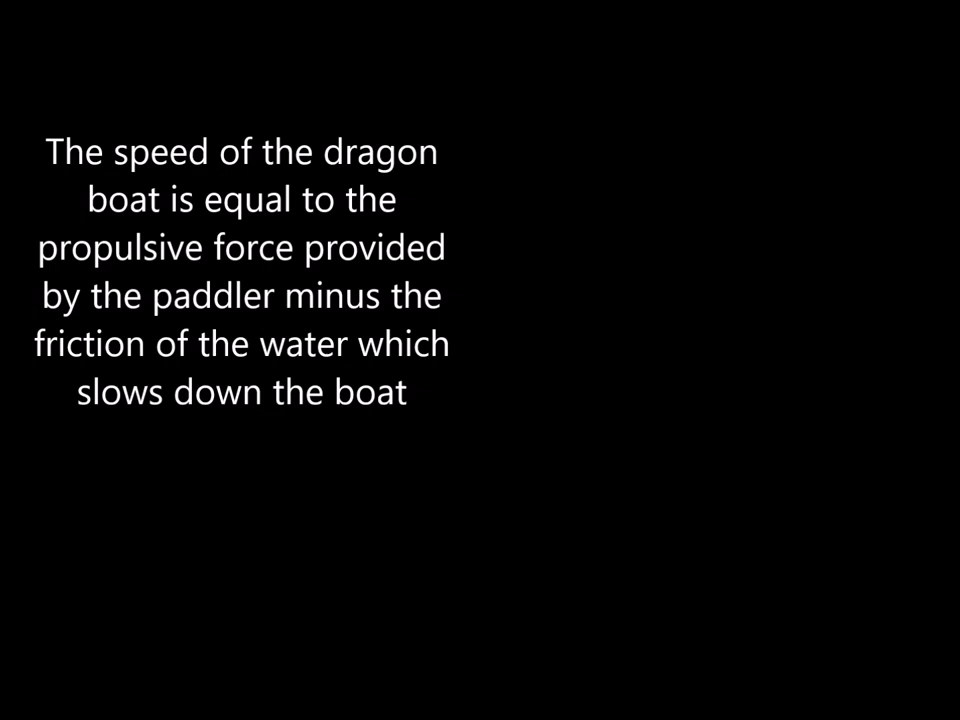 The speed of the dragon
boat is equal to the
propulsive force provided
by the paddler minus the
friction of the water which
slows down the boat